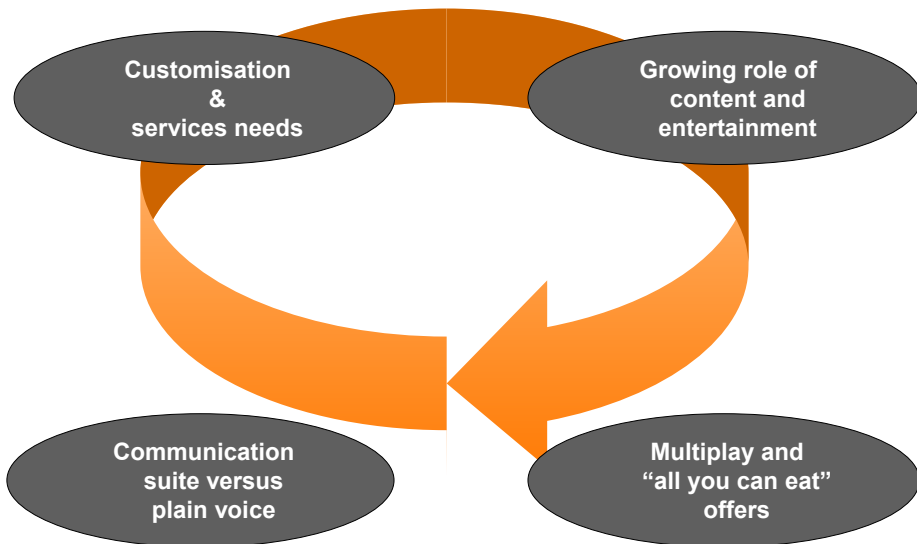 Customisation
&
services needs
Growing role of
content and
entertainment
Communication
suite versus
plain voice
Multiplay and
“all you can eat”
offers